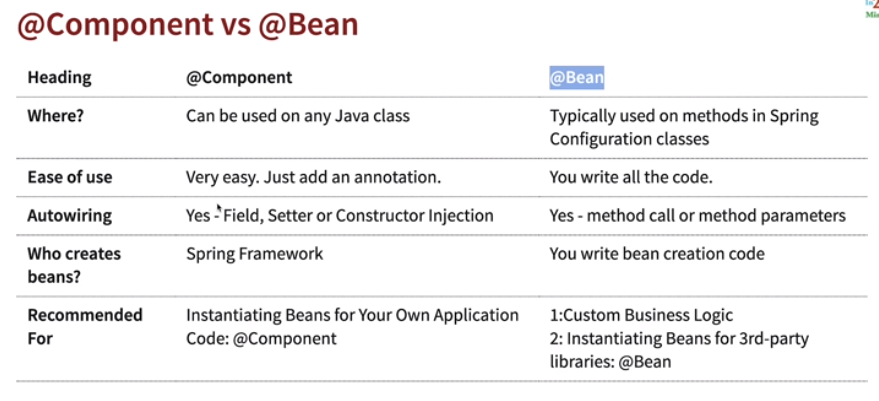 @Component vs @Bean
Heading @Component @Bean
Where? Can be used on any Java class Typically used on methods in Spring
Configuration classes
Ease of use Very easy. Just add an annotation. You write all the code.
Autowiring Yes - Field, Setter or Constructor Injection Yes - method call or method parameters
Who creates Spring Framework You write bean creation code
beans?
Recommended Instantiating Beans for Your Own Application 1:Custom Business Logic
For Code: @Component 2: Instantiating Beans for 3rd-party
libraries: @Bean